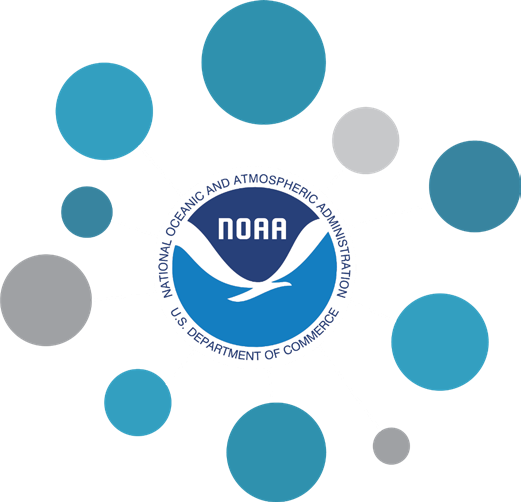 NATIONAL OCEANIC AND ATMOSPHERIC ADMINISTRATION
NOAA
U.S. DEPARTMENT OF COMMERCE